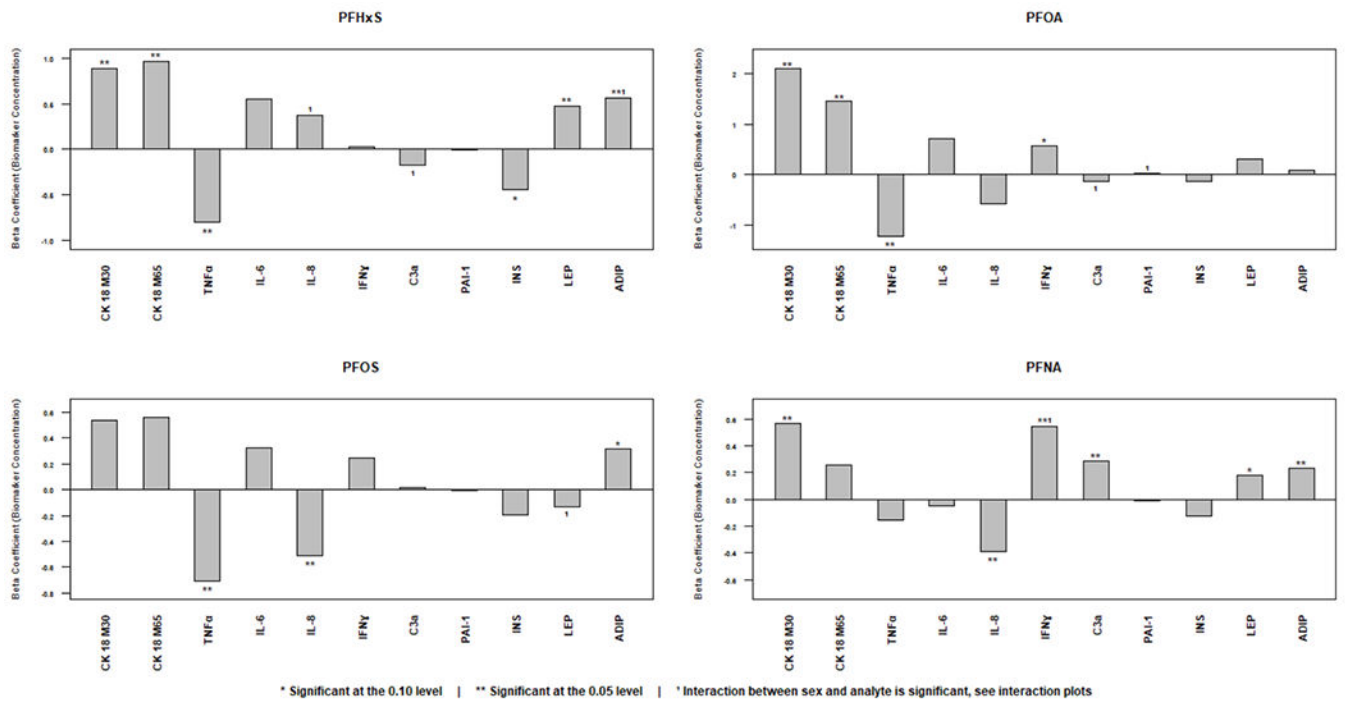 PFHxS
Beta Coefficient (Biomarker Concentration)
1.0
0.5
0.0
-0.5
-1.0
** ** ** 1 1 * ** **1
CK 18 M30 CK 18 M65 TNFα IL-6 IL-8 IFNɣ C3a PAI-1 INS LEP ADIP
PFOA
Beta Coefficient (Biomarker Concentration)
2
1
0
-1
** ** ** * 1 1
CK 18 M30 CK 18 M65 TNFα IL-6 IL-8 IFNɣ C3a PAI-1 INS LEP ADIP
PFOS
Beta Coefficient (Biomarker Concentration)
0.6
0.4
0.2
0.0
-0.2
-0.4
-0.6
-0.8
** ** 1 *
CK 18 M30 CK 18 M65 TNFα IL-6 IL-8 IFNɣ C3a PAI-1 INS LEP ADIP
PFNA
Beta Coefficient (Biomarker Concentration)
0.6
0.4
0.2
0.0
-0.2
-0.4
-0.6
** ** **1 ** * **
CK 18 M30 CK 18 M65 TNFα IL-6 IL-8 IFNɣ C3a PAI-1 INS LEP ADIP
* Significant at the 0.10 level | ** Significant at the 0.05 level | ¹ Interaction between sex and analyte is significant, see interaction plots